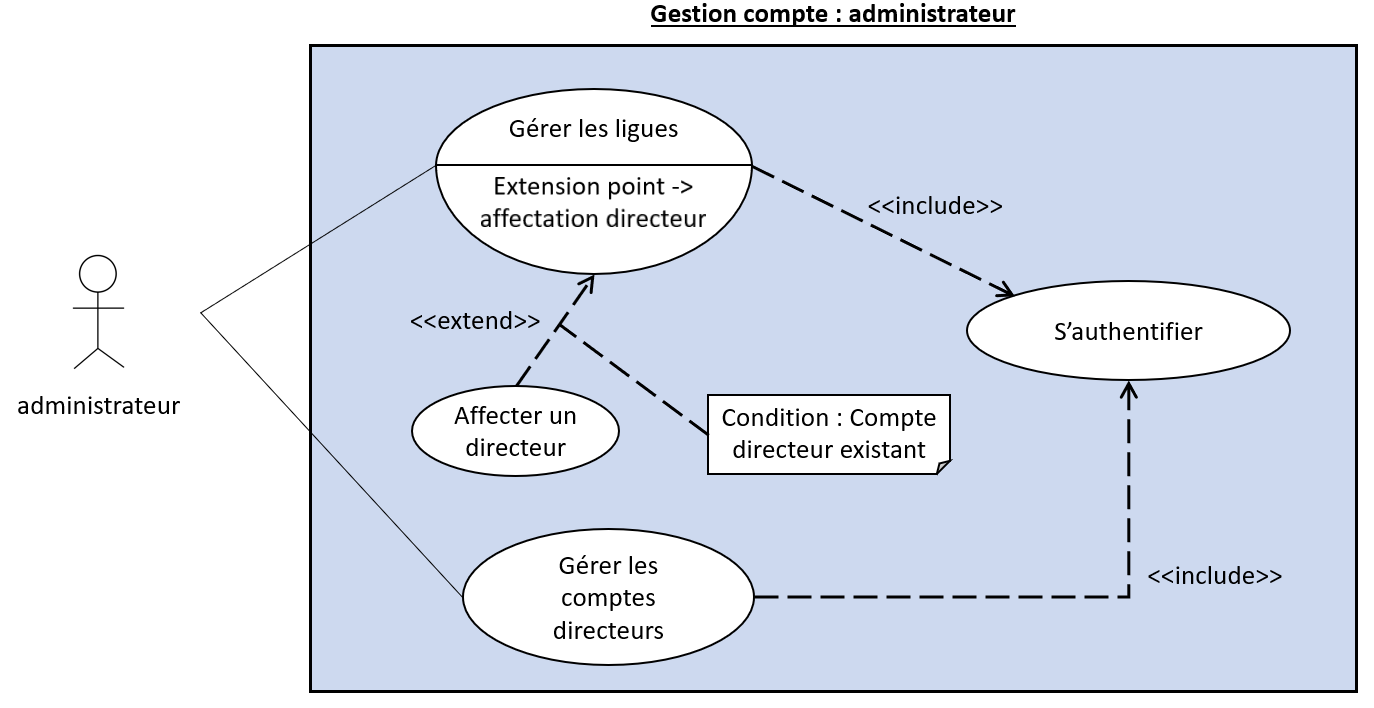 Gestion compte : administrateur
Gérer les ligues
Extension point ->
affectation directeur
<<include>>
<<extend>>
S’authentifier
administrateur
Affecter un
directeur
Condition : Compte
directeur existant
Gérer les
comptes
directeurs
<<include>>